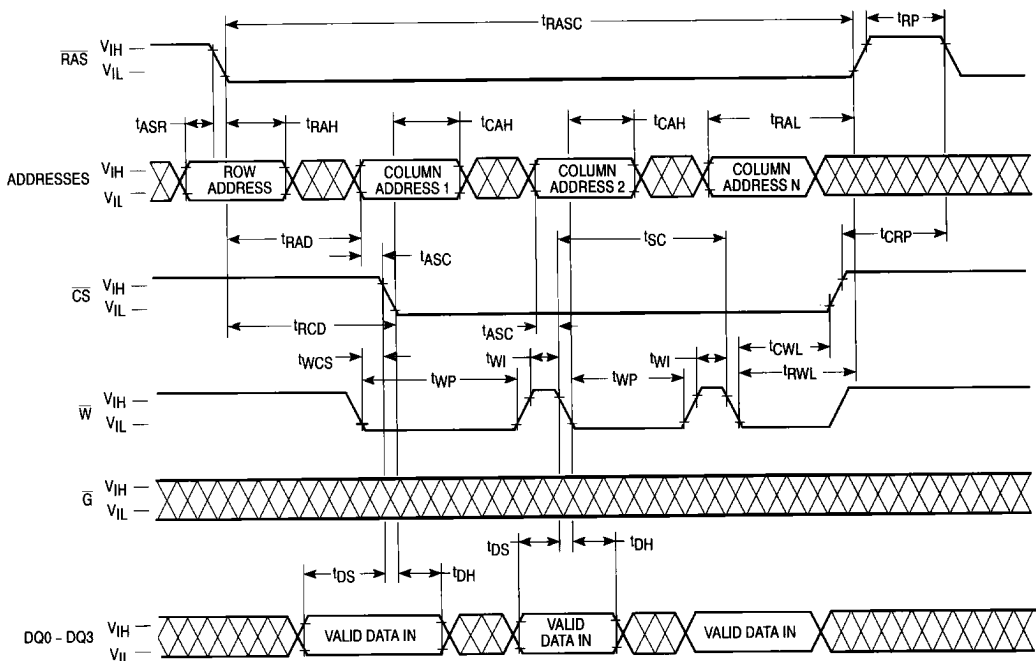 tRASC
tRP
RAS
VIH
VIL
tASR
tRAH
tCAH
tCAH
tRAL
ADDRESSES
VIH
VIL
ROW
ADDRESS
COLUMN
ADDRESS 1
COLUMN
ADDRESS 2
COLUMN
ADDRESS N
tRAD
tASC
tSC
tCRP
CS
VIH
VIL
tRCD
tASC
tCWL
tWCS
tWP
tWI
tWP
tWI
tRWL
W
VIH
VIL
G
VIH
VIL
tDS
tDH
tDS
tDH
DQ0 – DQ3
VIH
VIL
VALID DATA IN
VALID
DATA IN
VALID DATA IN